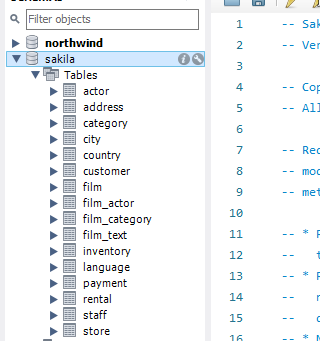 Filter objects
northwind
sakila
Tables
actor
address
category
city
country
customer
film
film_actor
film_category
film_text
inventory
language
payment
rental
staff
store
1 -- Sak
2 -- Ver
3
4 -- Cop
5 -- All
6
7 -- Red
8 -- mod
9 -- met
10
11 -- * R
12 -- t
13 -- * R
14 -- r
15 -- d
16 -- * N